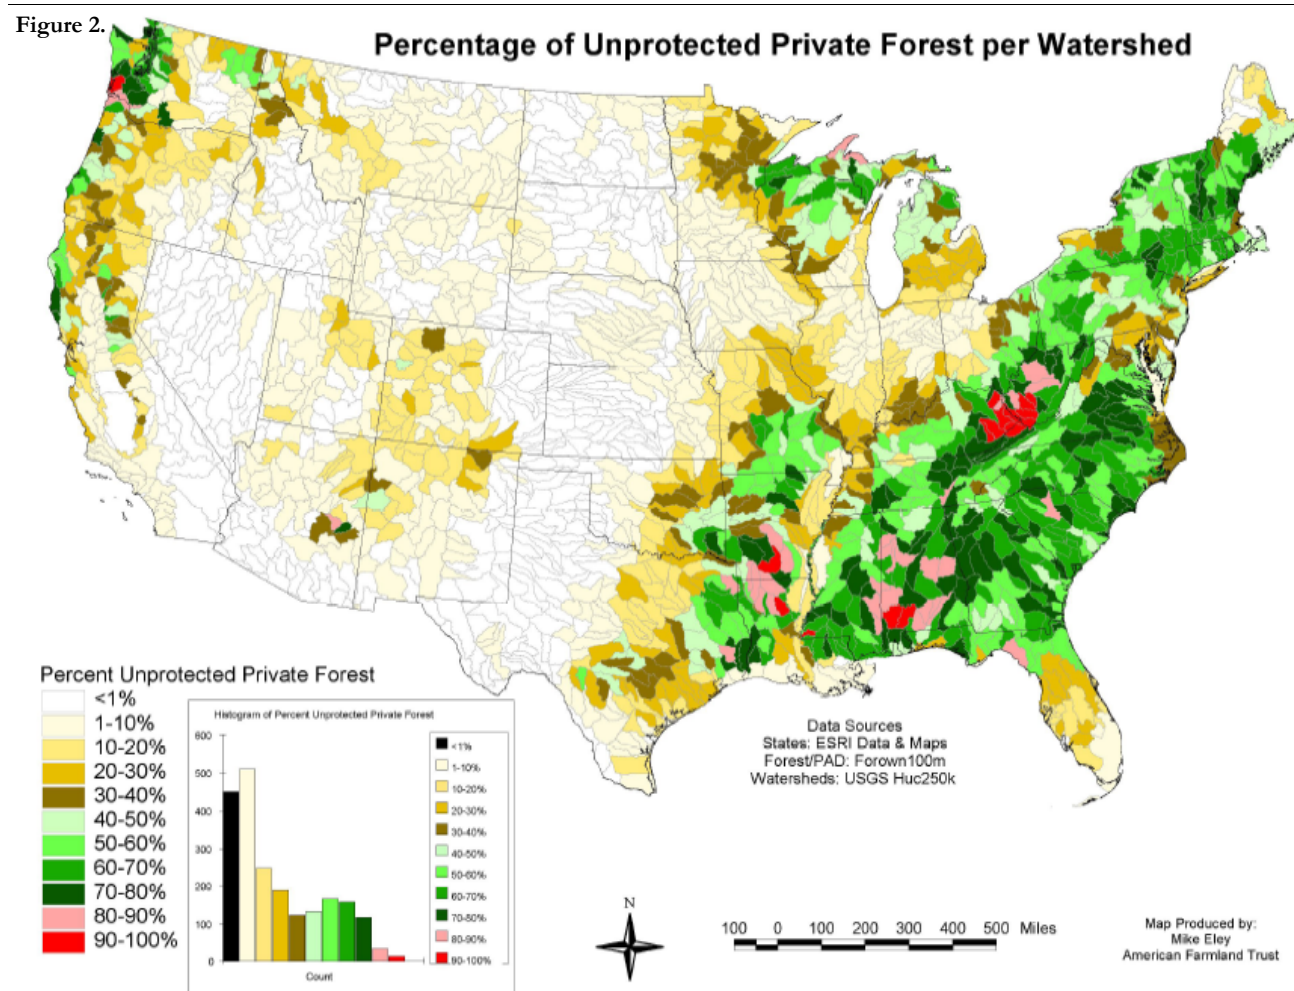 Figure 2.
Percentage of Unprotected Private Forest per Watershed
Percent Unprotected Private Forest
<1%
1-10%
10-20%
20-30%
30-40%
40-50%
50-60%
60-70%
70-80%
80-90%
90-100%
Histogram of Percent Unprotected Private Forest
600
500
400
300
200
100
0
Count
<1%
1-10%
10-20%
20-30%
30-40%
40-50%
50-60%
60-70%
70-80%
80-90%
90-100%
Data Sources
States: ESRI Data & Maps
Forest/PAD: Forown100m
Watersheds: USGS Huc250k
N
100 0 100 200 300 400 500 Miles
Map Produced by:
Mike Eley
American Farmland Trust